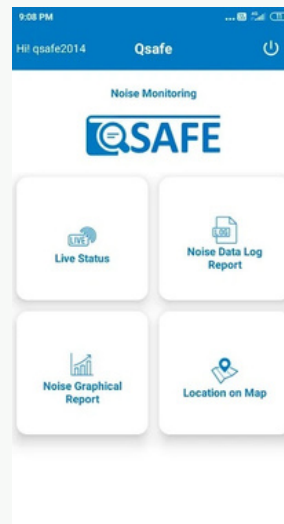 9:08 PM
Hi! qsafe2014 Qsafe
Noise Monitoring
QSAFE
LIVE
Live Status
LOG
Noise Data Log
Report
Noise Graphical
Report
Location on Map